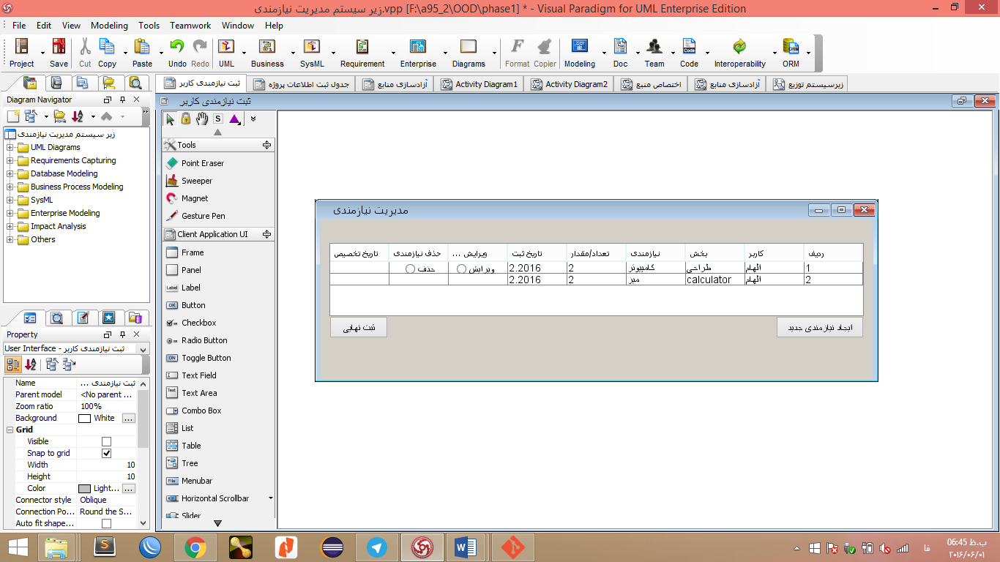 زیر سیستم مدیریت نیازمندی.vpp [F:\a95_2\OOD\phase1] * - Visual Paradigm for UML Enterprise Edition
File Edit View Modeling Tools Teamwork Window Help
Project Save Cut Copy Paste Undo Redo UML Business SysML Requirement Enterprise Diagrams Format Copier Modeling Doc Team Code Interoperability ORM
ثبت نیازمندی کاربر
جدول ثبت اطلاعات پروژه
آزادسازی منابع
Activity Diagram1
Activity Diagram2
اختصاص منبع
آزادسازی منابع
زیرسیستم توزیع
Diagram Navigator
زیر سیستم مدیریت نیازمندی
UML Diagrams
Requirements Capturing
Database Modeling
Business Process Modeling
SysML
Enterprise Modeling
Impact Analysis
Others
Property
ثبت نیازمندی کاربر - User Interface
Name ثبت نیازمندی ...
Parent model <No parent ...
Zoom ratio 100%
Background White ...
Grid
Visible
Snap to grid
Width 10
Height 10
Color Light... ...
Connector style Oblique
Connection Po... Round the S...
Auto fit shape...
ثبت نیازمندی کاربر
S
Tools
Point Eraser
Sweeper
Magnet
Gesture Pen
Client Application UI
Frame
Panel
Label Label
OK Button
Checkbox
Radio Button
ON Toggle Button
Text Field
Text Text Area
Combo Box
List
Table
Tree
File Menubar
Horizontal Scrollbar
Slider
مدیریت نیازمندی
ردیف کاربر بخش نیازمندی تعداد/مقدار تاریخ ثبت ویرایش ... حذف نیازمندی تاریخ تخصیص
1 الهام طراحی کامپیوتر 2 2.2016 ویرایش حذف
2 الهام calculator میز 2 2.2016
ایجاد نیازمندی جدید
ثبت نهایی
فا
06:45 ب.ظ
۲۰۱۶/۰۶/۰۱